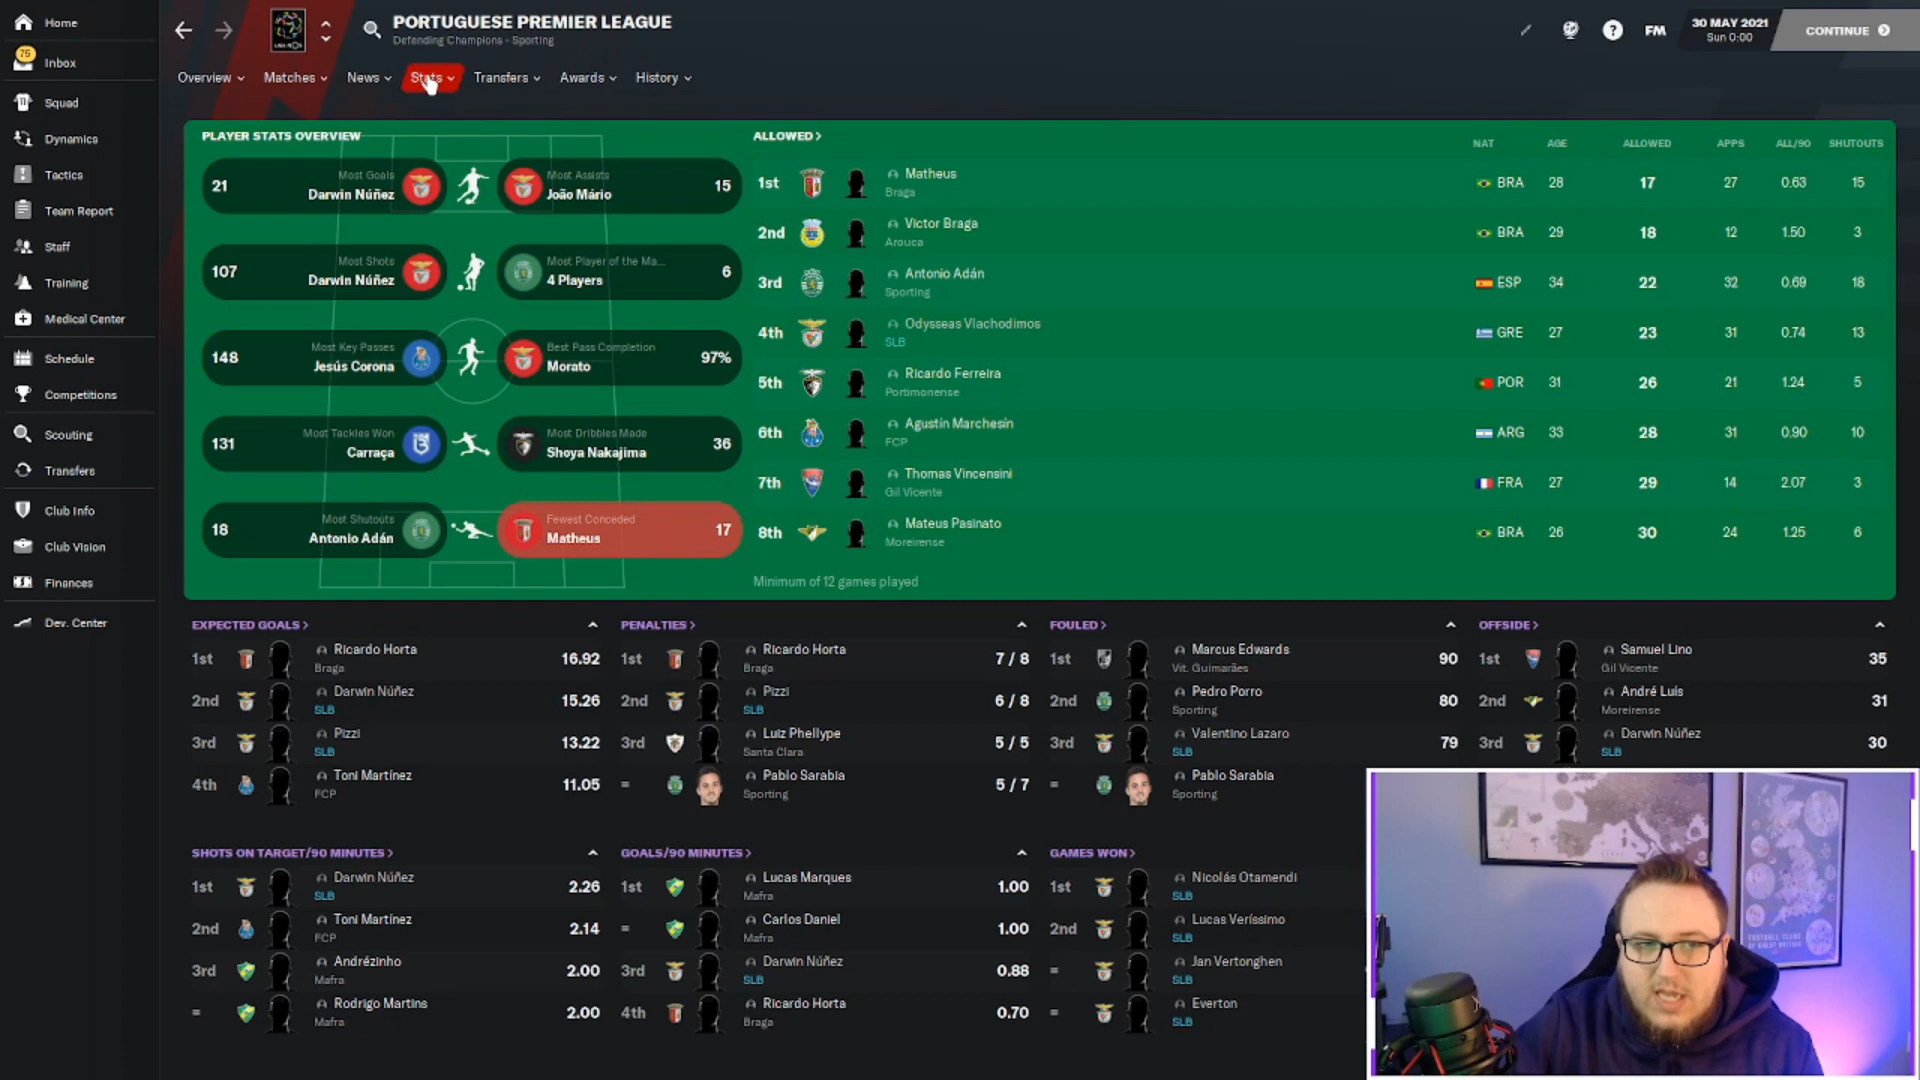 Home
Inbox
75
Squad
Dynamics
Tactics
Team Report
Staff
Training
Medical Center
Schedule
Competitions
Scouting
Transfers
Club Info
Club Vision
Finances
Dev. Center
PORTUGUESE PREMIER LEAGUE
Defending Champions - Sporting
FM
30 MAY 2021
Sun 0:00
CONTINUE
Overview Matches News Stats Transfers Awards History
PLAYER STATS OVERVIEW
21 Most Goals Darwin Núñez
Most Assists João Mário 15
107 Most Shots Darwin Núñez
Most Player of the Ma... 4 Players 6
148 Most Key Passes Jesús Corona
Best Pass Completion Morato 97%
131 Most Tackles Won Carraça
Most Dribbles Made Shoya Nakajima 36
18 Most Shutouts Antonio Adán
Fewest Conceded Matheus 17
ALLOWED >
NAT AGE ALLOWED APPS ALL/90 SHUTOUTS
1st Matheus Braga BRA 28 17 27 0.63 15
2nd Victor Braga Arouca BRA 29 18 12 1.50 3
3rd Antonio Adán Sporting ESP 34 22 32 0.69 18
4th Odysseas Vlachodimos SLB GRE 27 23 31 0.74 13
5th Ricardo Ferreira Portimonense POR 31 26 21 1.24 5
6th Agustín Marchesín FCP ARG 33 28 31 0.90 10
7th Thomas Vincensini Gil Vicente FRA 27 29 14 2.07 3
8th Mateus Pasinato Moreirense BRA 26 30 24 1.25 6
Minimum of 12 games played
EXPECTED GOALS >
1st Ricardo Horta Braga 16.92
2nd Darwin Núñez SLB 15.26
3rd Pizzi SLB 13.22
4th Toni Martínez FCP 11.05
PENALTIES >
1st Ricardo Horta Braga 7 / 8
2nd Pizzi SLB 6 / 8
3rd Luiz Phellype Santa Clara 5 / 5
= Pablo Sarabia Sporting 5 / 7
FOULED >
1st Marcus Edwards Vit. Guimarães 90
2nd Pedro Porro Sporting 80
3rd Valentino Lazaro SLB 79
= Pablo Sarabia Sporting
OFFSIDE >
1st Samuel Lino Gil Vicente 35
2nd André Luís Moreirense 31
3rd Darwin Núñez SLB 30
SHOTS ON TARGET/90 MINUTES >
1st Darwin Núñez SLB 2.26
2nd Toni Martínez FCP 2.14
3rd Andrézinho Mafra 2.00
= Rodrigo Martins Mafra 2.00
GOALS/90 MINUTES >
1st Lucas Marques Mafra 1.00
= Carlos Daniel Mafra 1.00
3rd Darwin Núñez SLB 0.88
4th Ricardo Horta Braga 0.70
GAMES WON >
1st Nicolás Otamendi SLB
2nd Lucas Veríssimo SLB
= Jan Vertonghen SLB
= Everton SLB